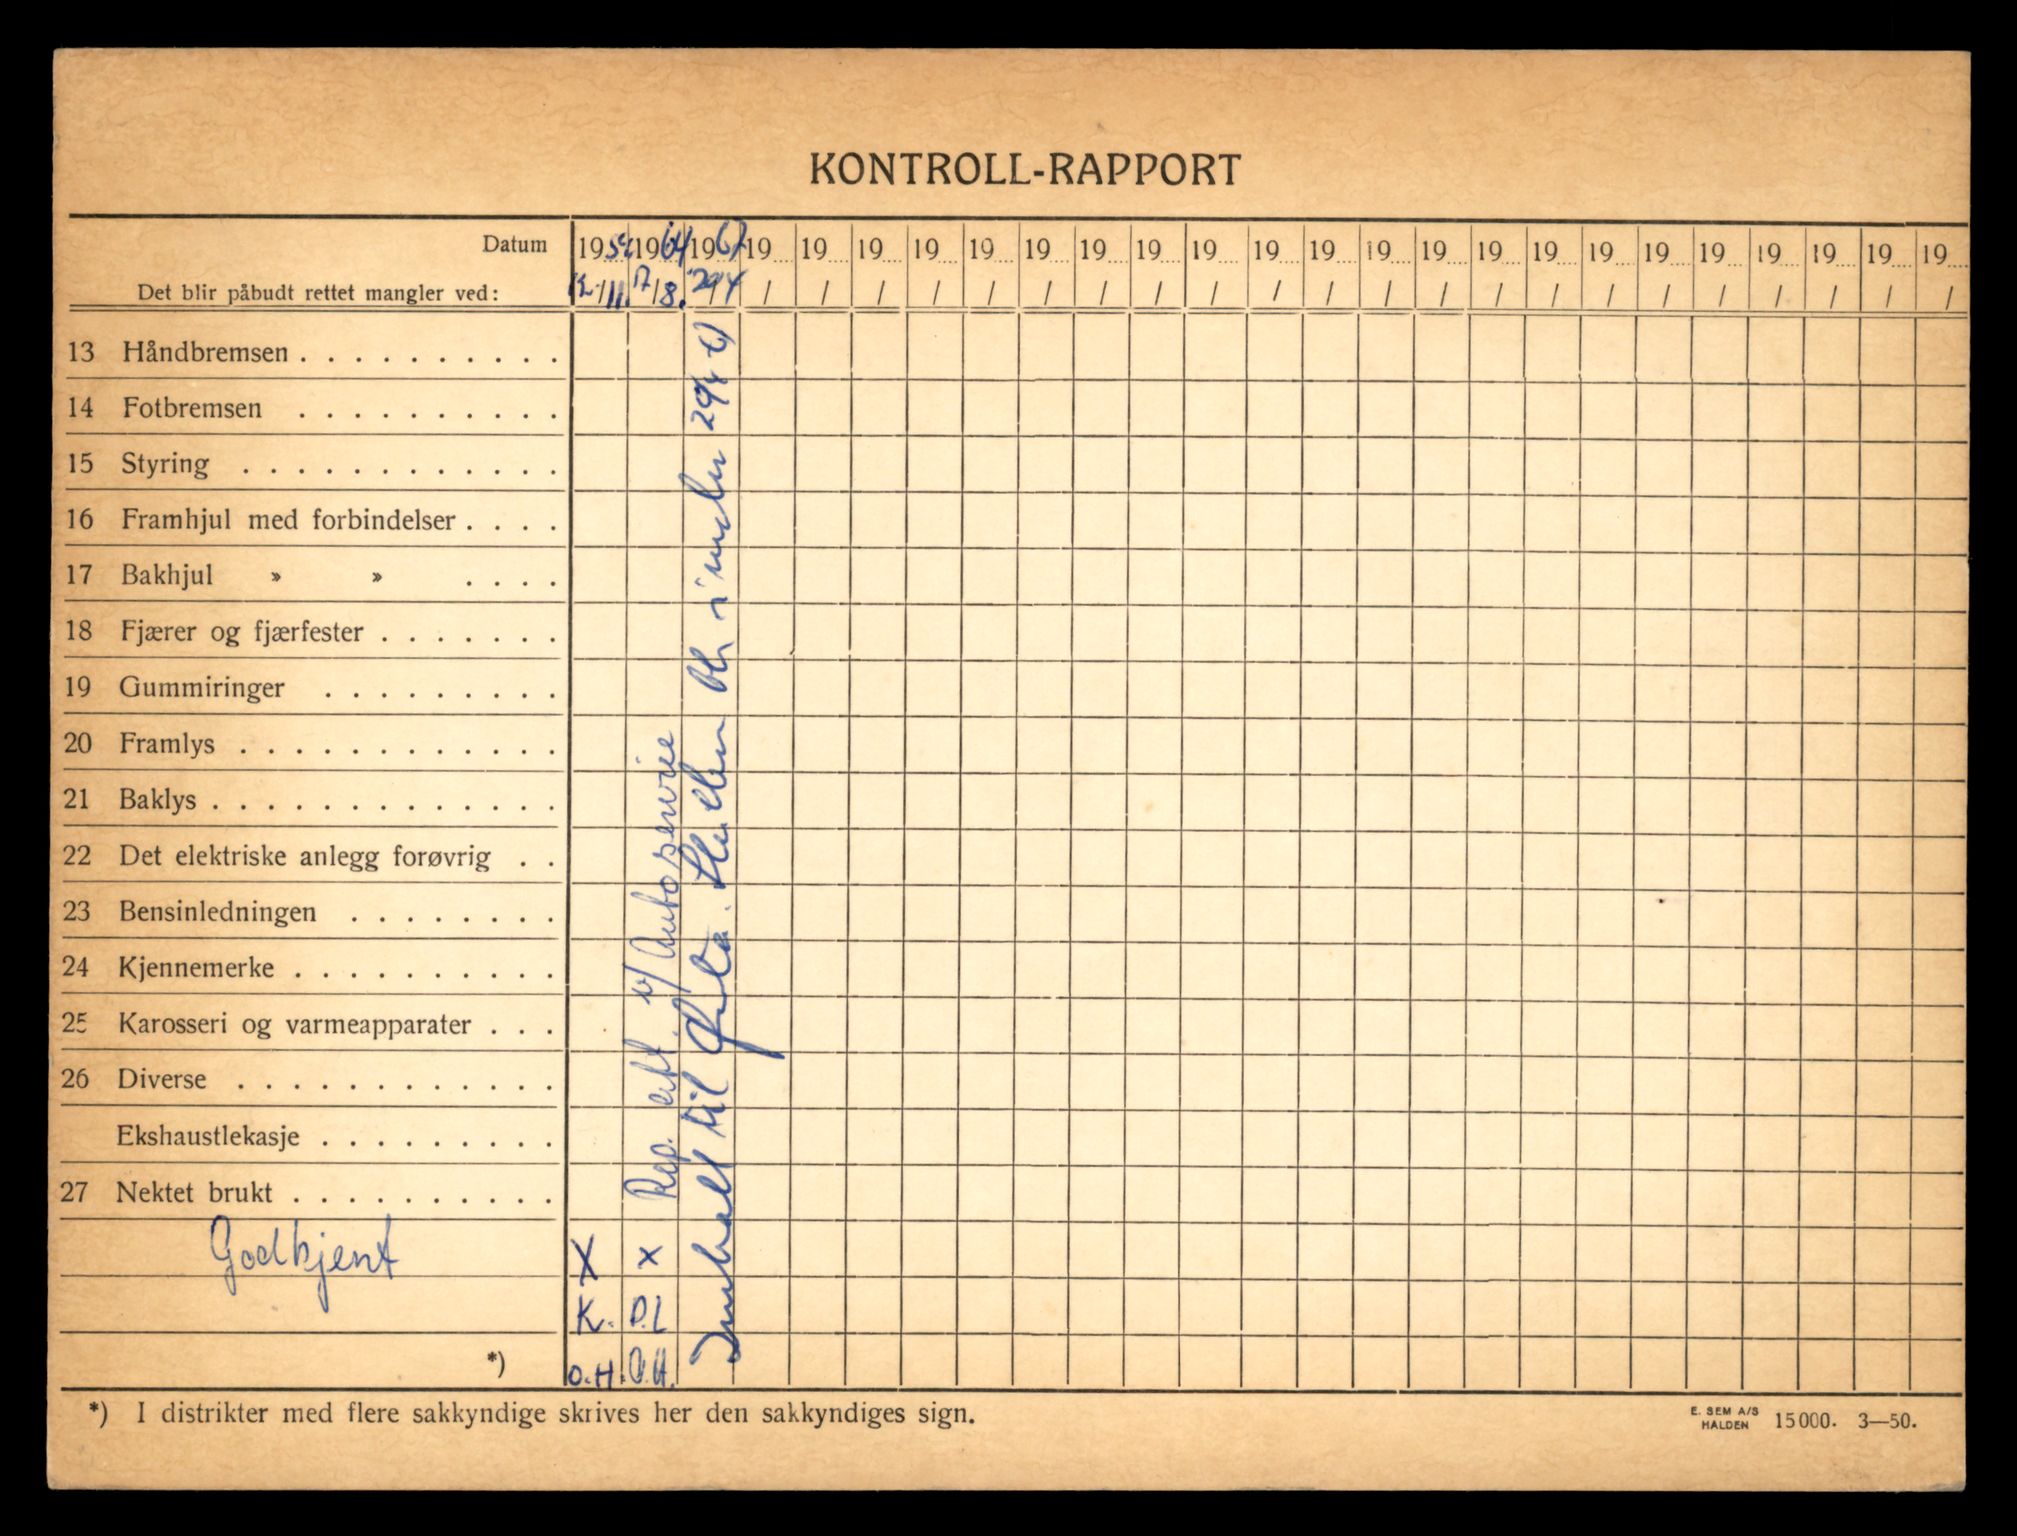 KONTROLL-RAPPORT
Datum 19 1964 1967 19 19 19 19 19 19 19 19 19 19 19 19 19 19 19 19 19 19 19 19 19 19
Det blir påbudt rettet mangler ved: / / / / / / / / / / / / / / / / / / / / / /
13 Håndbremsen . . . . . . . . . .
14 Fotbremsen . . . . . . . . . .
15 Styring . . . . . . . . . . . .
16 Framhjul med forbindelser . . . .
17 Bakhjul » » . . . .
18 Fjærer og fjærfester . . . . . . .
19 Gummiringer . . . . . . . . .
20 Framlys . . . . . . . . . . . .
21 Baklys . . . . . . . . . . . . .
22 Det elektriske anlegg forøvrig . .
23 Bensinledningen . . . . . . . .
24 Kjennemerke . . . . . . . . . .
25 Karosseri og varmeapparater . . .
26 Diverse . . . . . . . . . . . .
Ekshaustlekasje . . . . . . . . .
27 Nektet brukt . . . . . . . . . .
Rep. eft. v/ Autoservice
til
Godkjent X x
K. P.L
*) O.H. O.H.
*) I distrikter med flere sakkyndige skrives her den sakkyndiges sign.
E. SEM A/S
HALDEN 15000. 3—50.